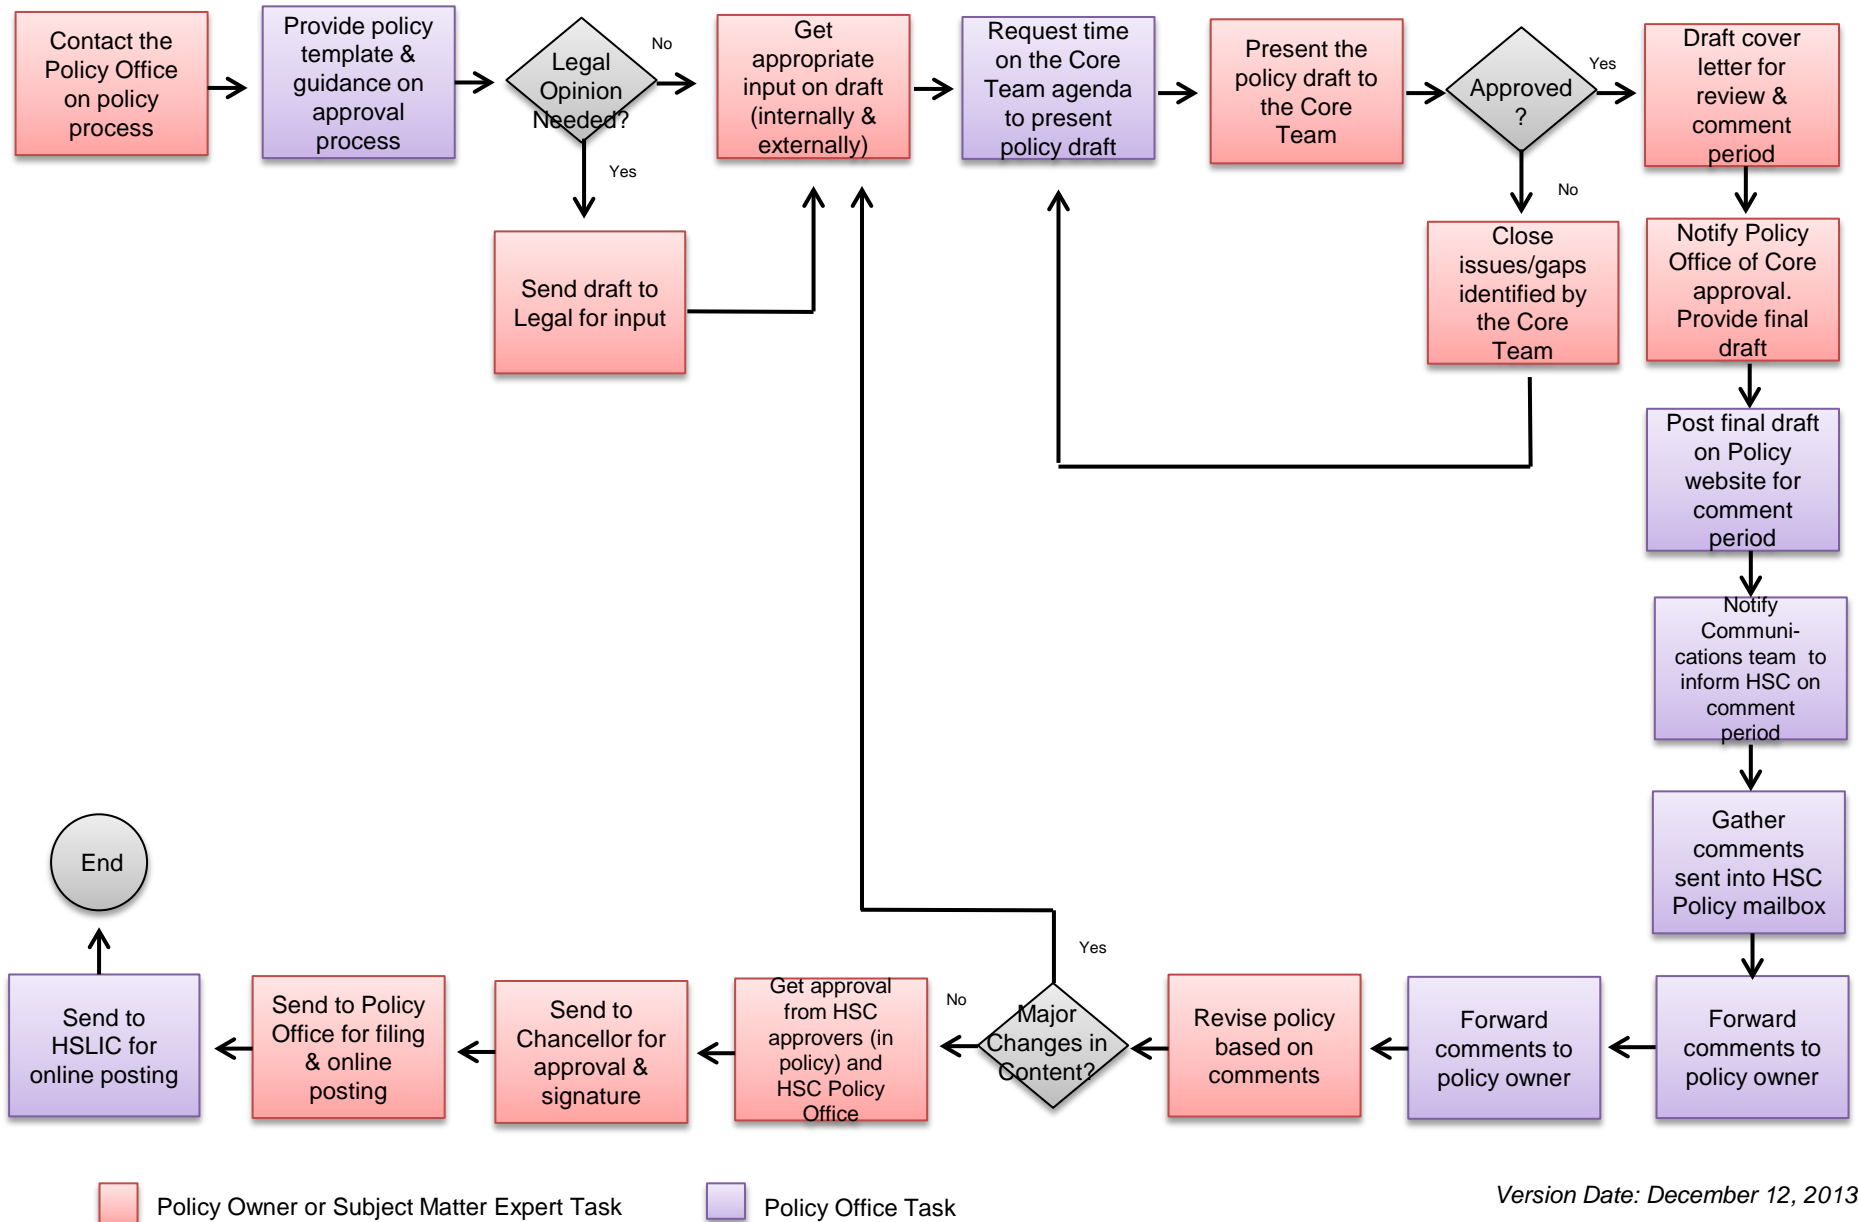 Contact the
Policy Office
on policy
process
Provide policy
template &
guidance on
approval
process
Legal
Opinion
Needed?
No
Yes
Get
appropriate
input on draft
(internally &
externally)
Request time
on the Core
Team agenda
to present
policy draft
Present the
policy draft to
the Core
Team
Approved
?
Yes
No
Draft cover
letter for
review &
comment
period
Send draft to
Legal for input
Close
issues/gaps
identified by
the Core
Team
Notify Policy
Office of Core
approval.
Provide final
draft
Post final draft
on Policy
website for
comment
period
Notify
Communi-
cations team to
inform HSC on
comment
period
Gather
comments
sent into HSC
Policy mailbox
Forward
comments to
policy owner
Forward
comments to
policy owner
Revise policy
based on
comments
Major
Changes in
Content?
Yes
No
Get approval
from HSC
approvers (in
policy) and
HSC Policy
Office
Send to
Chancellor for
approval &
signature
Send to Policy
Office for filing
& online
posting
Send to
HSLIC for
online posting
End
Policy Owner or Subject Matter Expert Task
Policy Office Task
Version Date: December 12, 2013